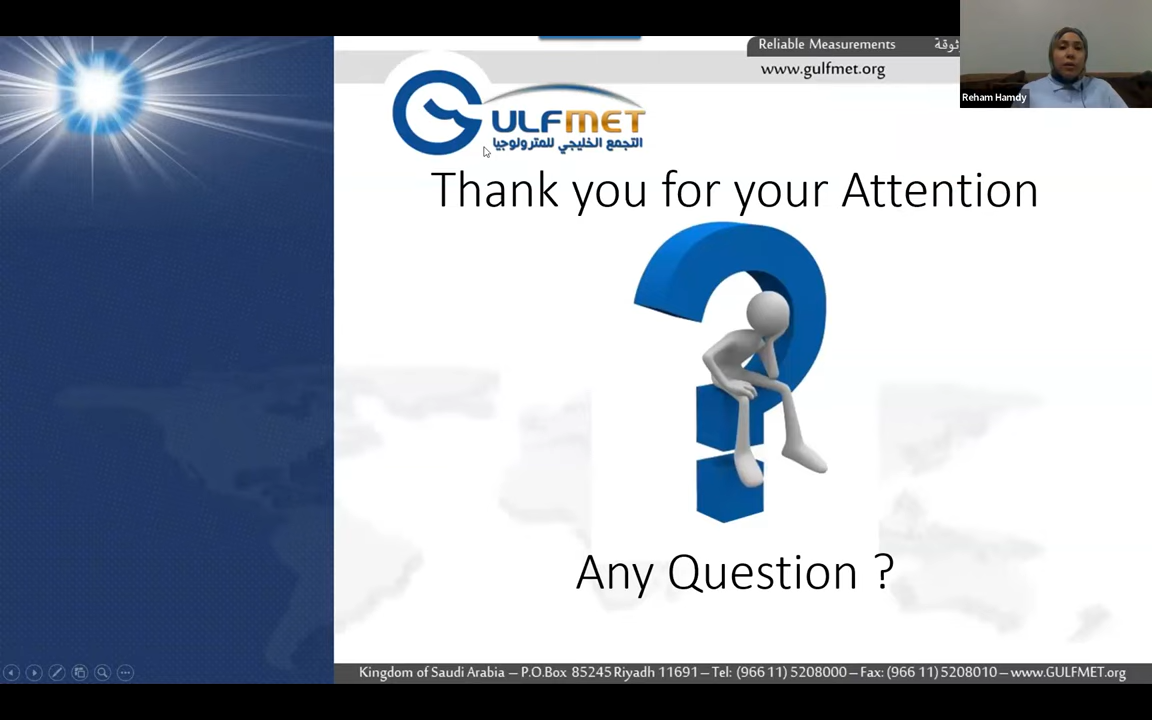 Reliable Measurements
www.gulfmet.org
Reham Hamdy
GULFMET
التجمع الخليجي للمترولوجيا
Thank you for your Attention
Any Question ?
Kingdom of Saudi Arabia – P.O.Box 85245 Riyadh 11691 – Tel: (966 11) 5208000 – Fax: (966 11) 5208010 – www.GULFMET.org